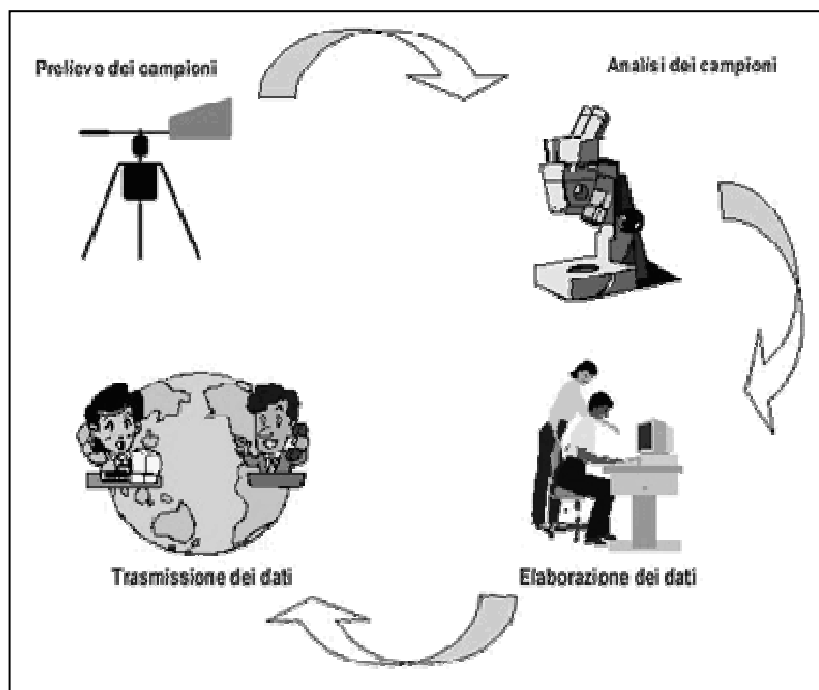 Prelievo dei campioni
Analisi dei campioni
Trasmissione dei dati
Elaborazione dei dati